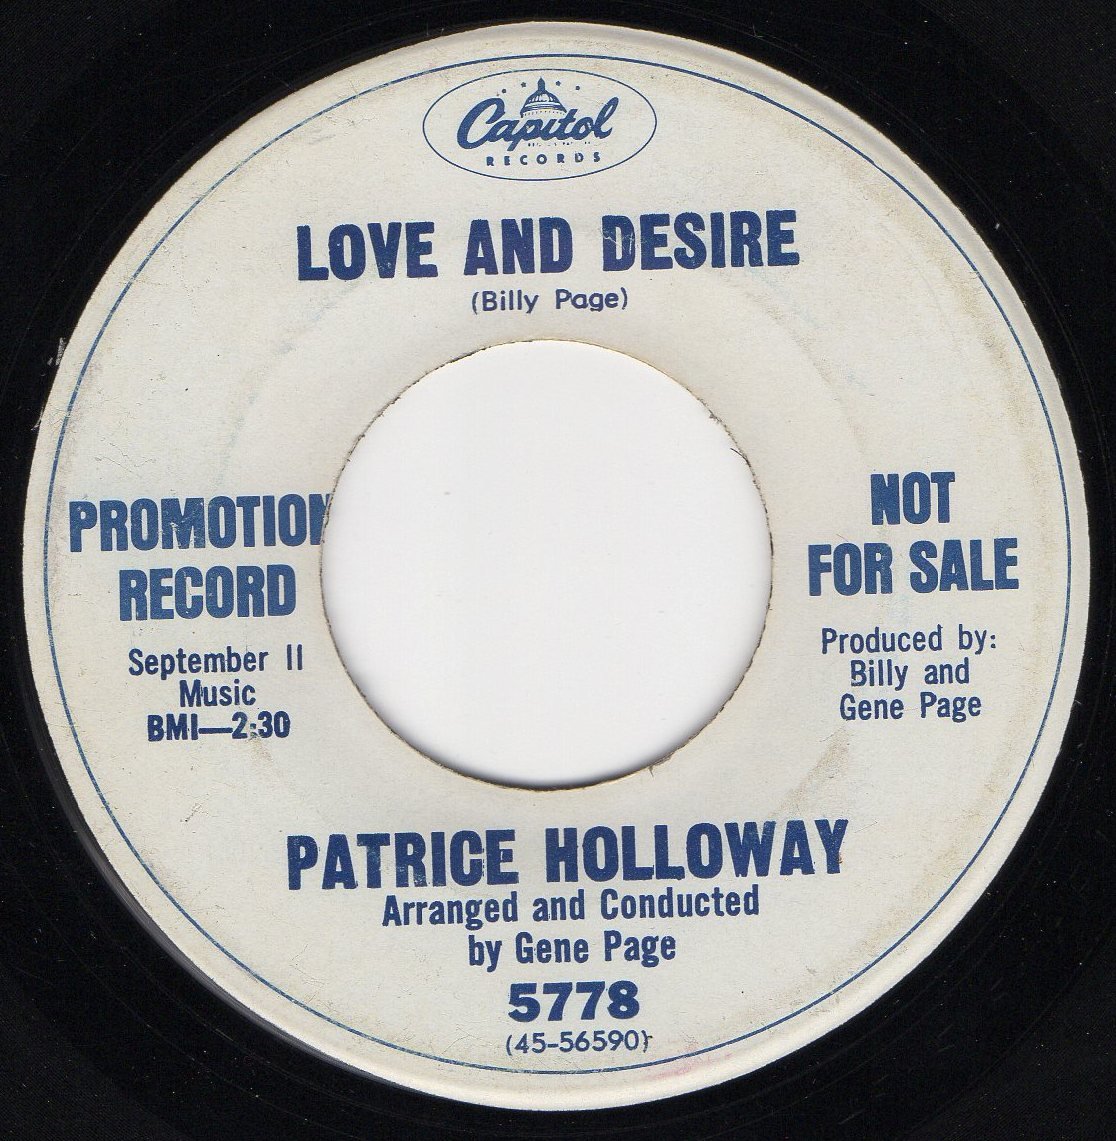 Capitol
RECORDS
LOVE AND DESIRE
(Billy Page)
PROMOTION
RECORD
September 11
Music
BMI—2:30
NOT
FOR SALE
Produced by:
Billy and
Gene Page
PATRICE HOLLOWAY
Arranged and Conducted
by Gene Page
5778
(45-56590)